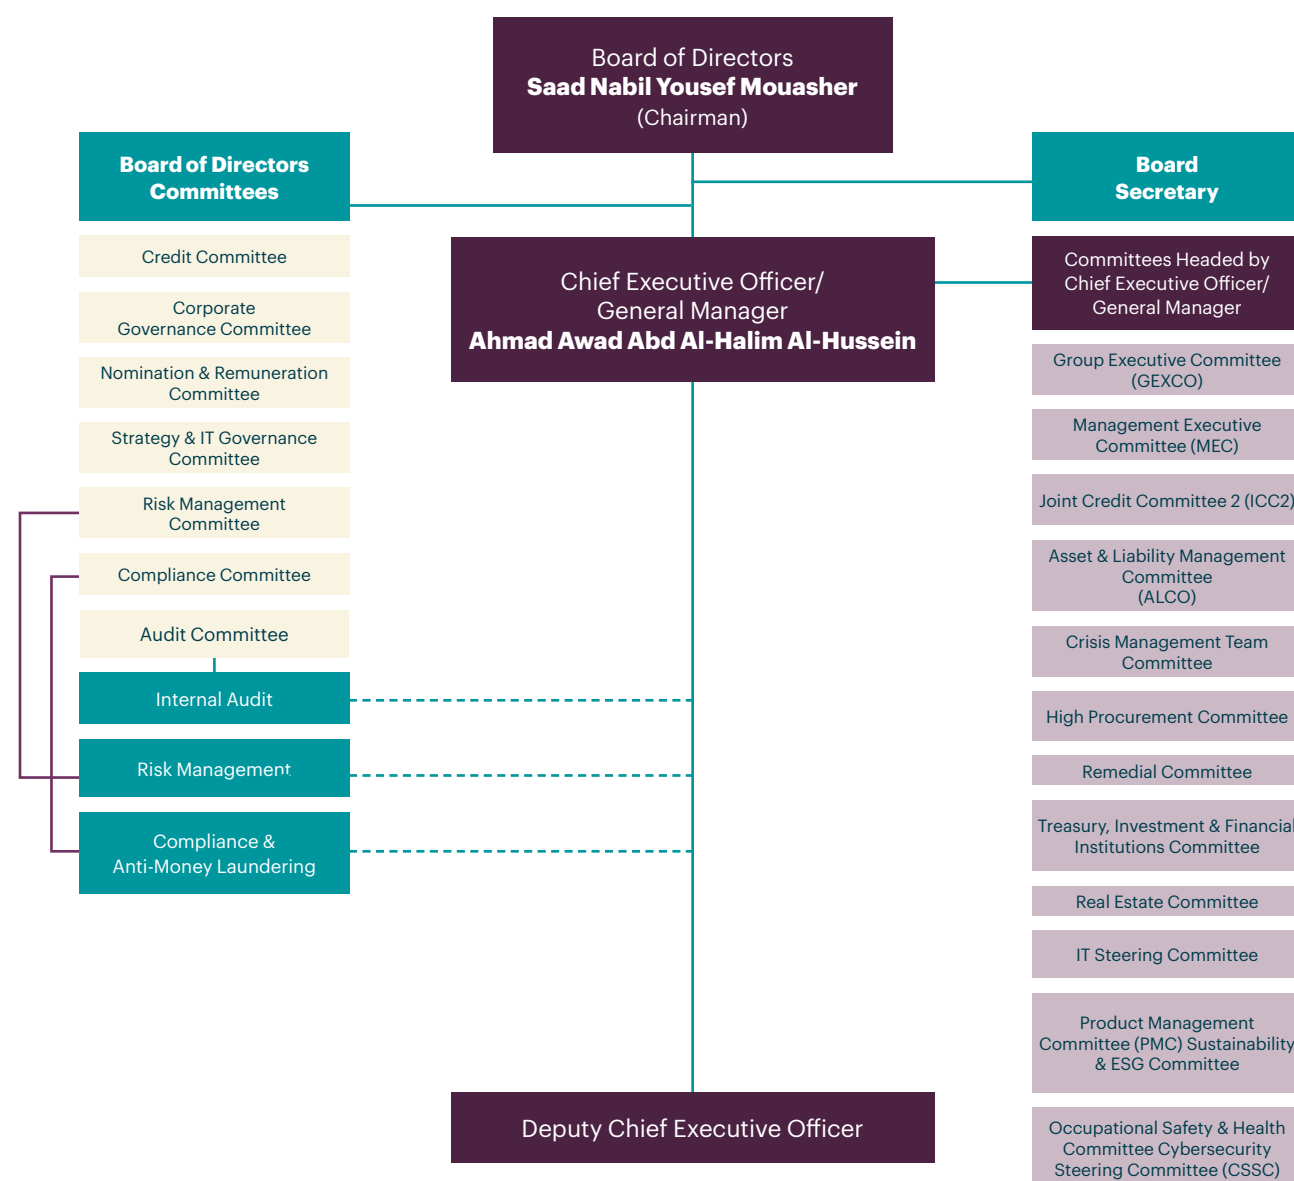 Board of Directors
Saad Nabil Yousef Mouasher
(Chairman)
Board of Directors
Committees
Credit Committee
Corporate
Governance Committee
Nomination & Remuneration
Committee
Strategy & IT Governance
Committee
Risk Management
Committee
Compliance Committee
Audit Committee
Internal Audit
Risk Management
Compliance &
Anti-Money Laundering
Chief Executive Officer/
General Manager
Ahmad Awad Abd Al-Halim Al-Hussein
Deputy Chief Executive Officer
Board
Secretary
Committees Headed by
Chief Executive Officer/
General Manager
Group Executive Committee
(GEXCO)
Management Executive
Committee (MEC)
Joint Credit Committee 2 (ICC2)
Asset & Liability Management
Committee
(ALCO)
Crisis Management Team
Committee
High Procurement Committee
Remedial Committee
Treasury, Investment & Financial
Institutions Committee
Real Estate Committee
IT Steering Committee
Product Management
Committee (PMC) Sustainability
& ESG Committee
Occupational Safety & Health
Committee Cybersecurity
Steering Committee (CSSC)